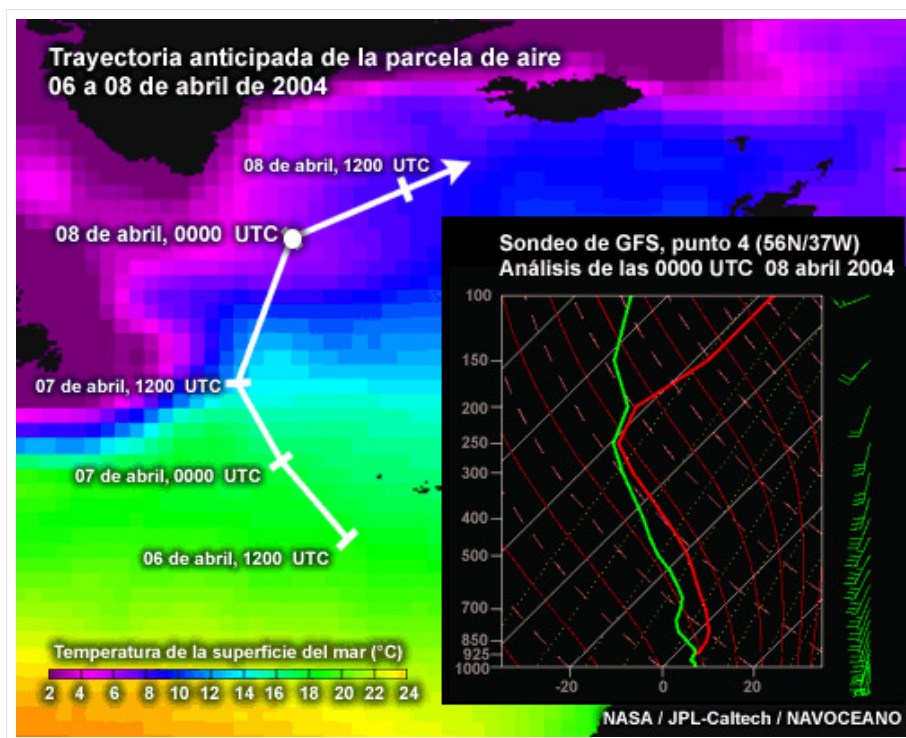 Trayectoria anticipada de la parcela de aire
06 a 08 de abril de 2004
08 de abril, 1200 UTC
08 de abril, 0000 UTC
07 de abril, 1200 UTC
07 de abril, 0000 UTC
06 de abril, 1200 UTC
Temperatura de la superficie del mar (°C)
2 4 6 8 10 12 14 16 18 20 22 24
Sondeo de GFS, punto 4 (56N/37W)
Análisis de las 0000 UTC 08 abril 2004
100
150
200
250
300
400
500
700
850
925
1000
-20 0 20
NASA / JPL-Caltech / NAVOCEANO